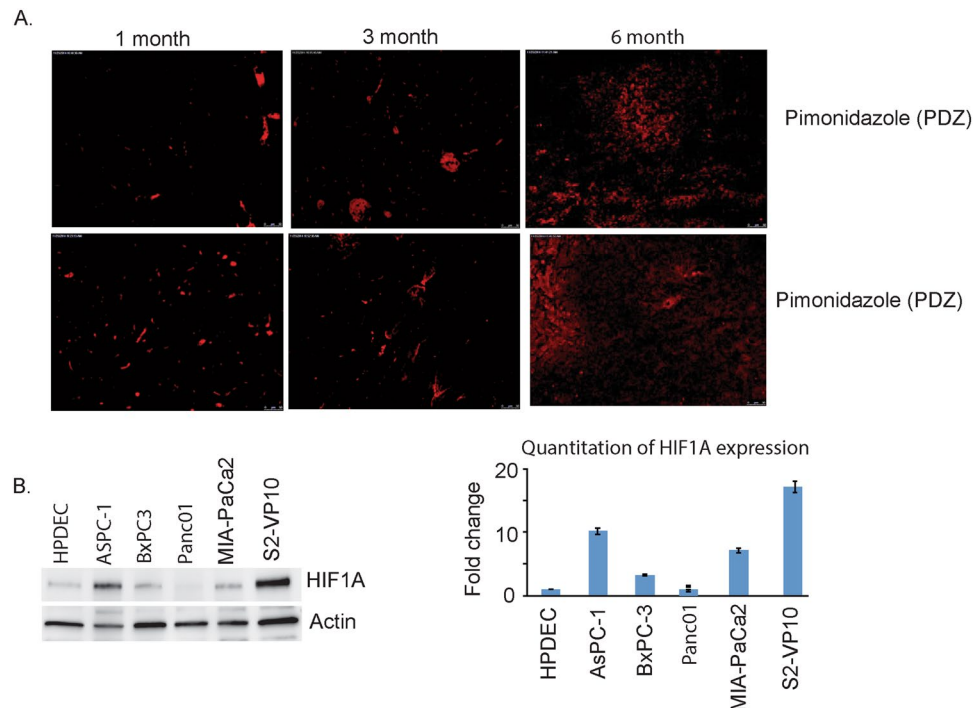 A.
1 month
3 month
6 month
Pimonidazole (PDZ)
Pimonidazole (PDZ)
B.
HPDEC
ASPC-1
BxPC3
Panc01
MIA-PaCa2
S2-VP10
HIF1A
Actin
Quantitation of HIF1A expression
Fold change
20
10
0
HPDEC
AsPC-1
BxPC-3
Panc01
MIA-PaCa2
S2-VP10